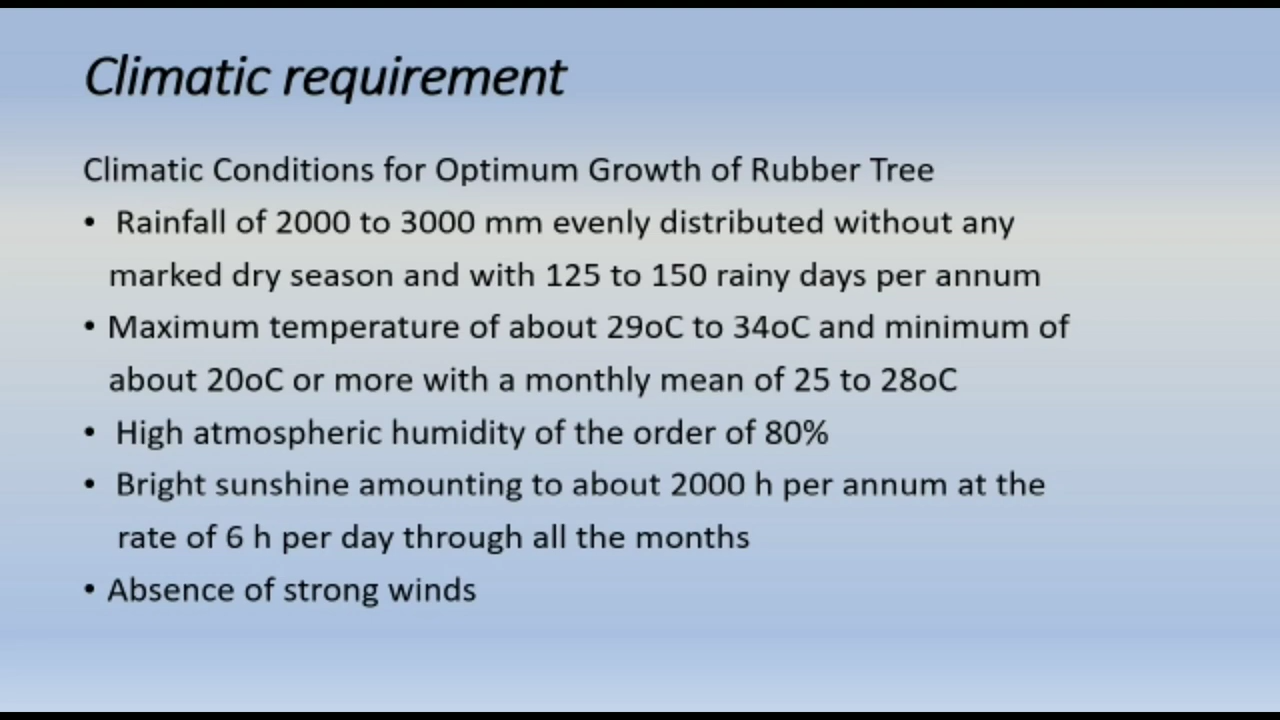 Climatic requirement
Climatic Conditions for Optimum Growth of Rubber Tree
• Rainfall of 2000 to 3000 mm evenly distributed without any
marked dry season and with 125 to 150 rainy days per annum
• Maximum temperature of about 29oC to 34oC and minimum of
about 20oC or more with a monthly mean of 25 to 28oC
• High atmospheric humidity of the order of 80%
• Bright sunshine amounting to about 2000 h per annum at the
rate of 6 h per day through all the months
• Absence of strong winds